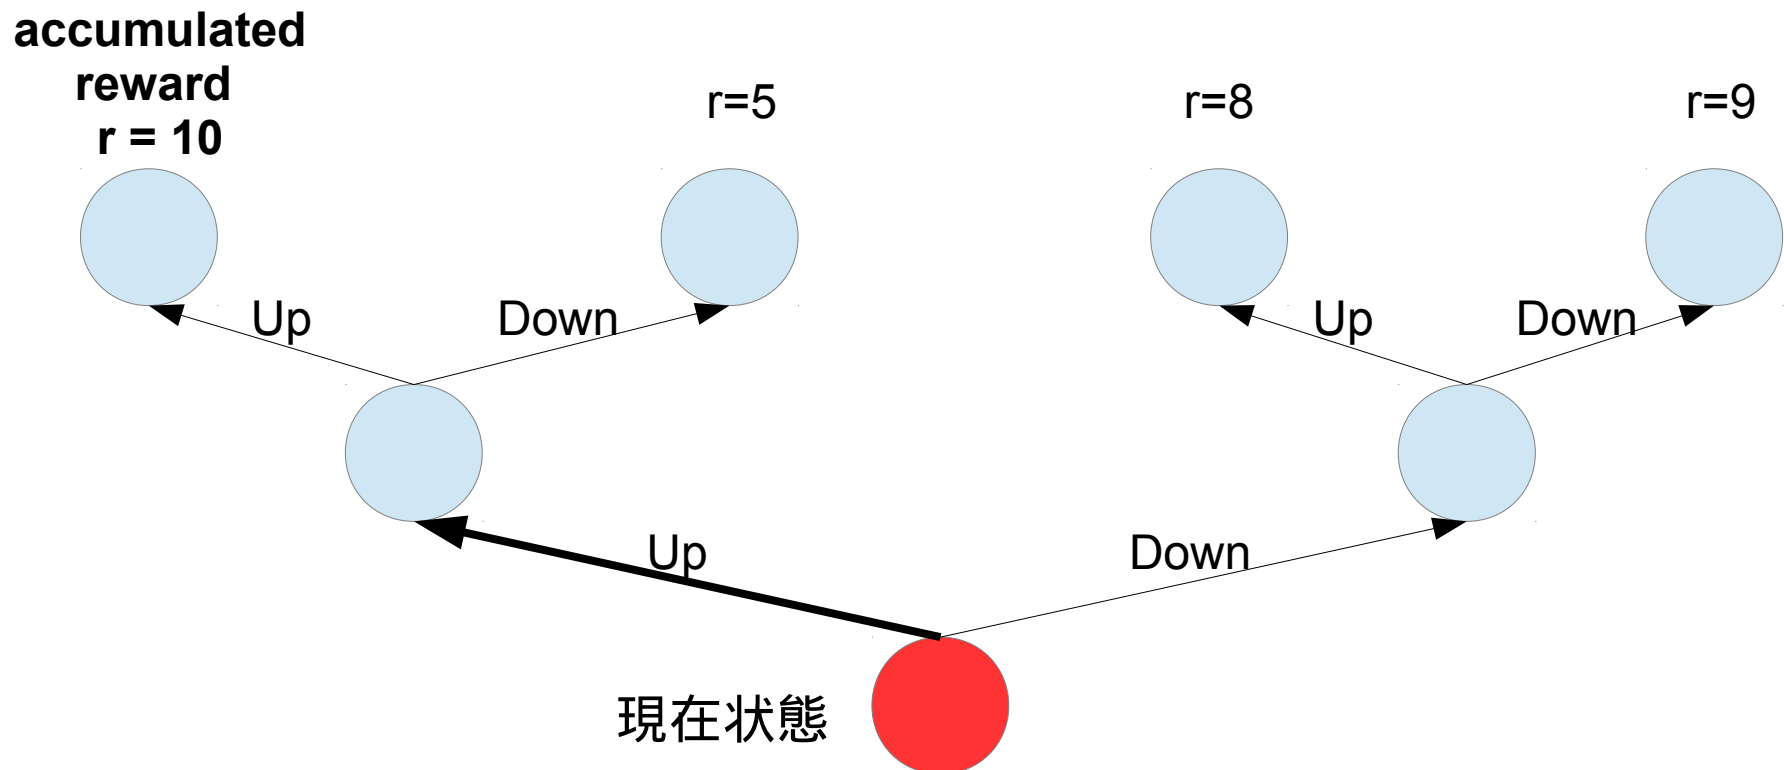 accumulated
reward
r = 10
r=5
r=8
r=9
Up
Down
Up
Down
Up
Down
現在状態